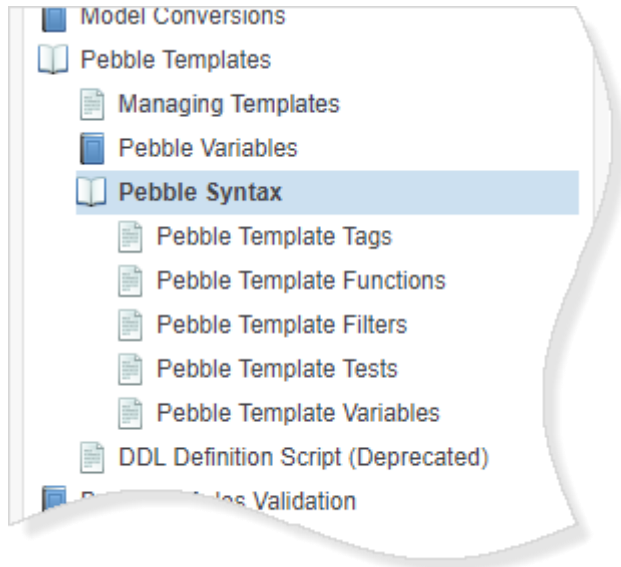 Model Conversions
Pebble Templates
Managing Templates
Pebble Variables
Pebble Syntax
Pebble Template Tags
Pebble Template Functions
Pebble Template Filters
Pebble Template Tests
Pebble Template Variables
DDL Definition Script (Deprecated)
Validation